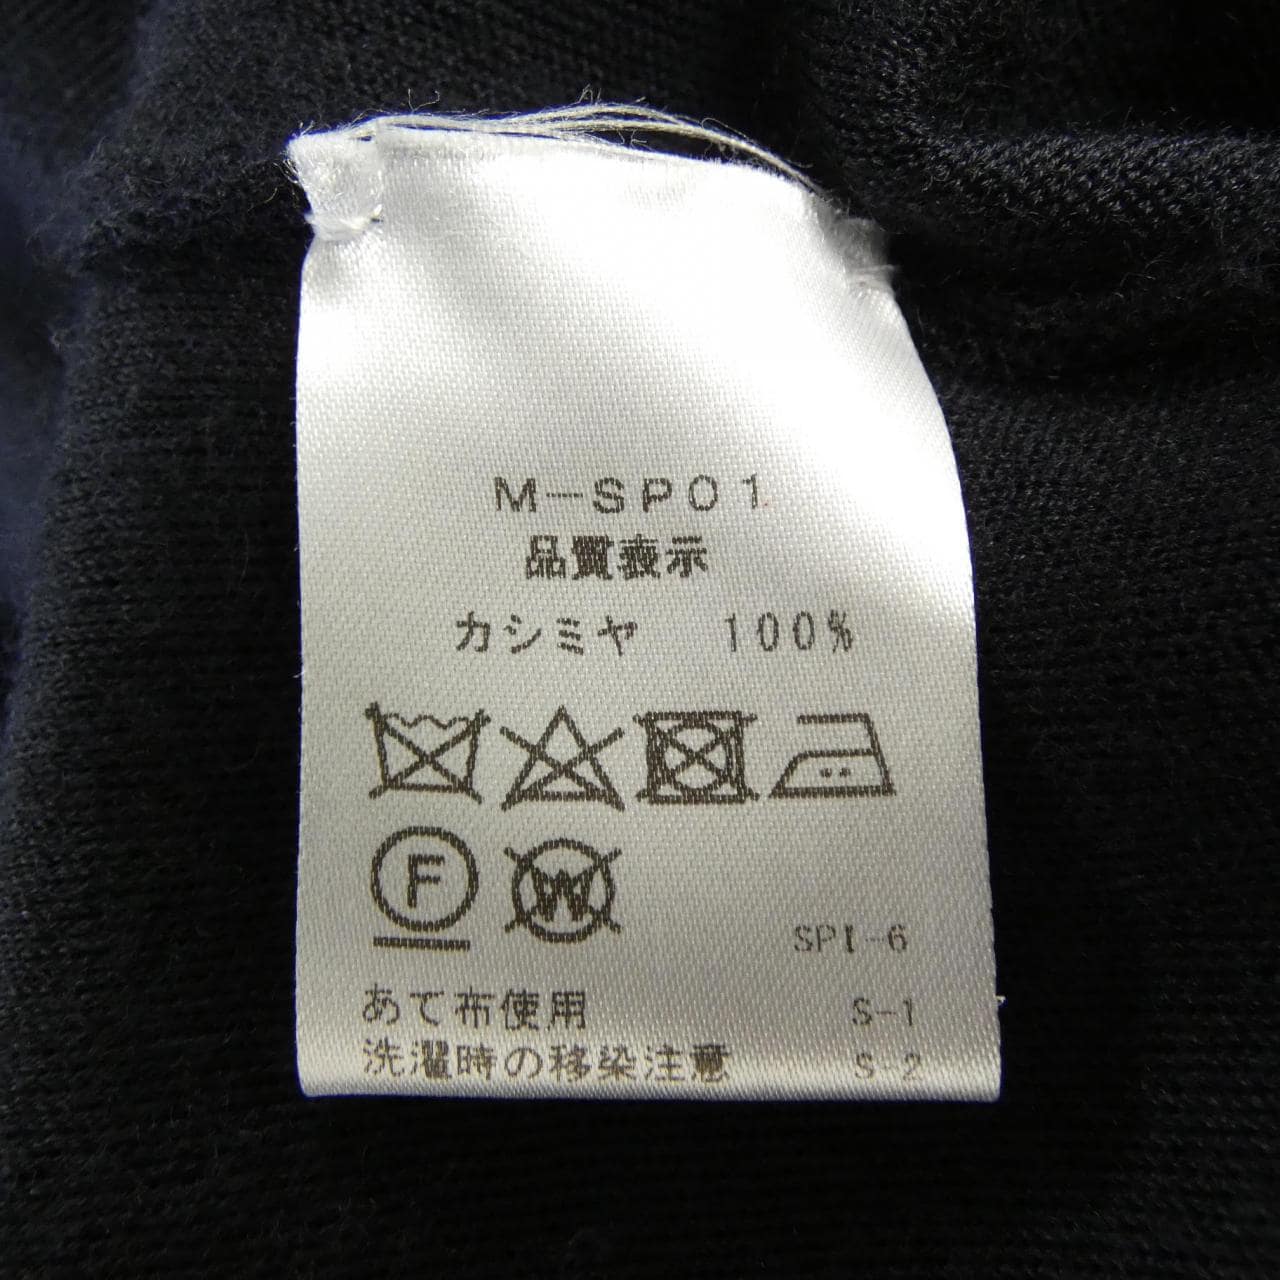 M-SP01
品質表示
カシミヤ 100%
F
W
SPI-6
あて布使用 S-1
洗濯時の移染注意 S-2